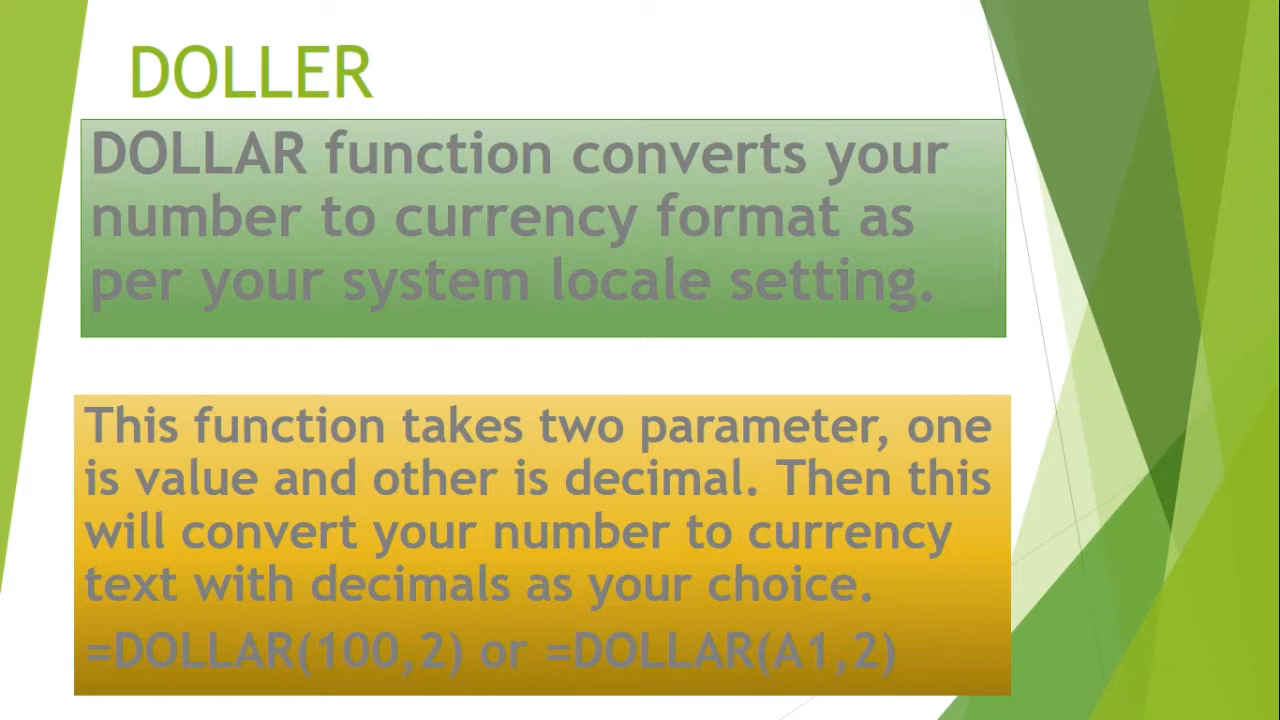 DOLLER
DOLLAR function converts your
number to currency format as
per your system locale setting.
This function takes two parameter, one
is value and other is decimal. Then this
will convert your number to currency
text with decimals as your choice.
=DOLLAR(100,2) or =DOLLAR(A1,2)